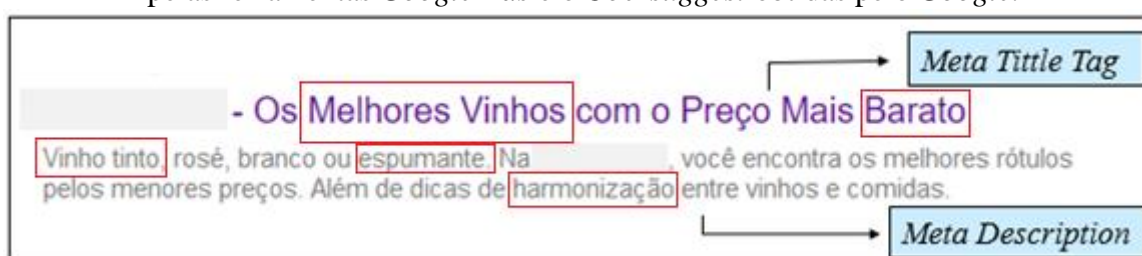 Meta Tittle Tag
- Os Melhores Vinhos com o Preço Mais Barato
Vinho tinto, rosé, branco ou espumante. Na , você encontra os melhores rótulos
pelos menores preços. Além de dicas de harmonização entre vinhos e comidas.
Meta Description